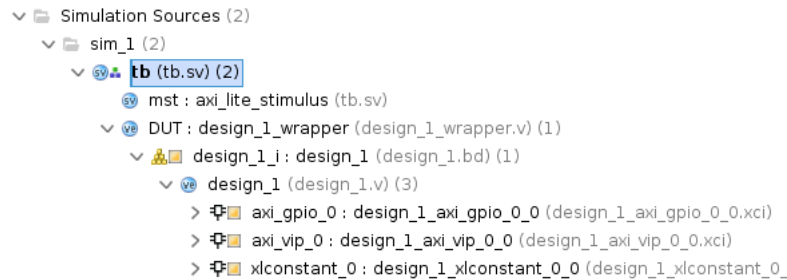 Simulation Sources (2)
sim_1 (2)
tb (tb.sv) (2)
mst : axi_lite_stimulus (tb.sv)
DUT : design_1_wrapper (design_1_wrapper.v) (1)
design_1_i : design_1 (design_1.bd) (1)
design_1 (design_1.v) (3)
axi_gpio_0 : design_1_axi_gpio_0_0 (design_1_axi_gpio_0_0.xci)
axi_vip_0 : design_1_axi_vip_0_0 (design_1_axi_vip_0_0.xci)
xlconstant_0 : design_1_xlconstant_0_0 (design_1_xlconstant_0_